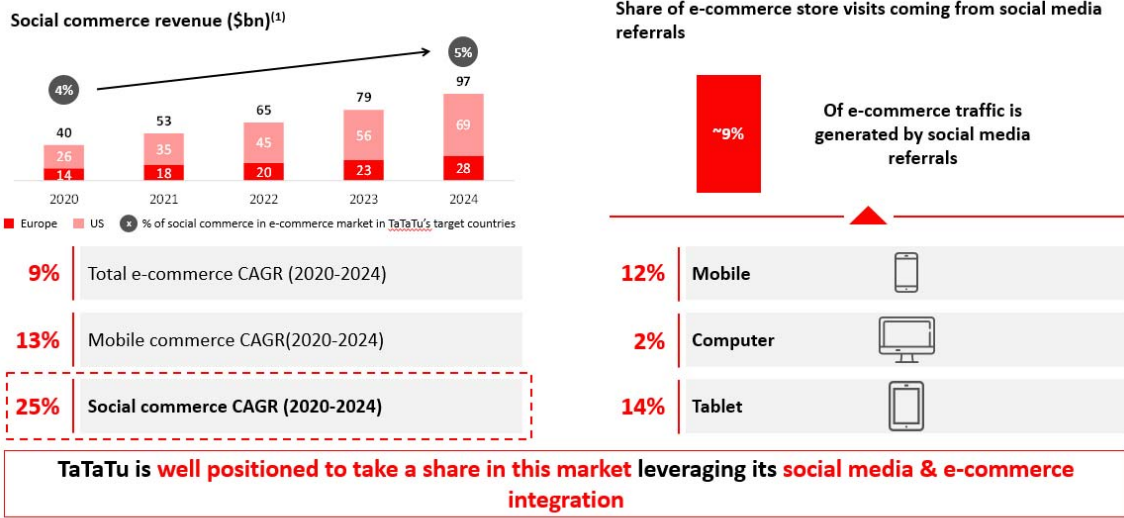 Social commerce revenue ($bn)(1)
4%
5%
40
53
65
79
97
26
35
45
56
69
14
18
20
23
28
2020
2021
2022
2023
2024
Europe
US
x
% of social commerce in e-commerce market in TaTaTu's target countries
9%
Total e-commerce CAGR (2020-2024)
13%
Mobile commerce CAGR(2020-2024)
25%
Social commerce CAGR (2020-2024)
Share of e-commerce store visits coming from social media
referrals
~9%
Of e-commerce traffic is
generated by social media
referrals
12%
Mobile
2%
Computer
14%
Tablet
TaTaTu is well positioned to take a share in this market leveraging its social media & e-commerce
integration